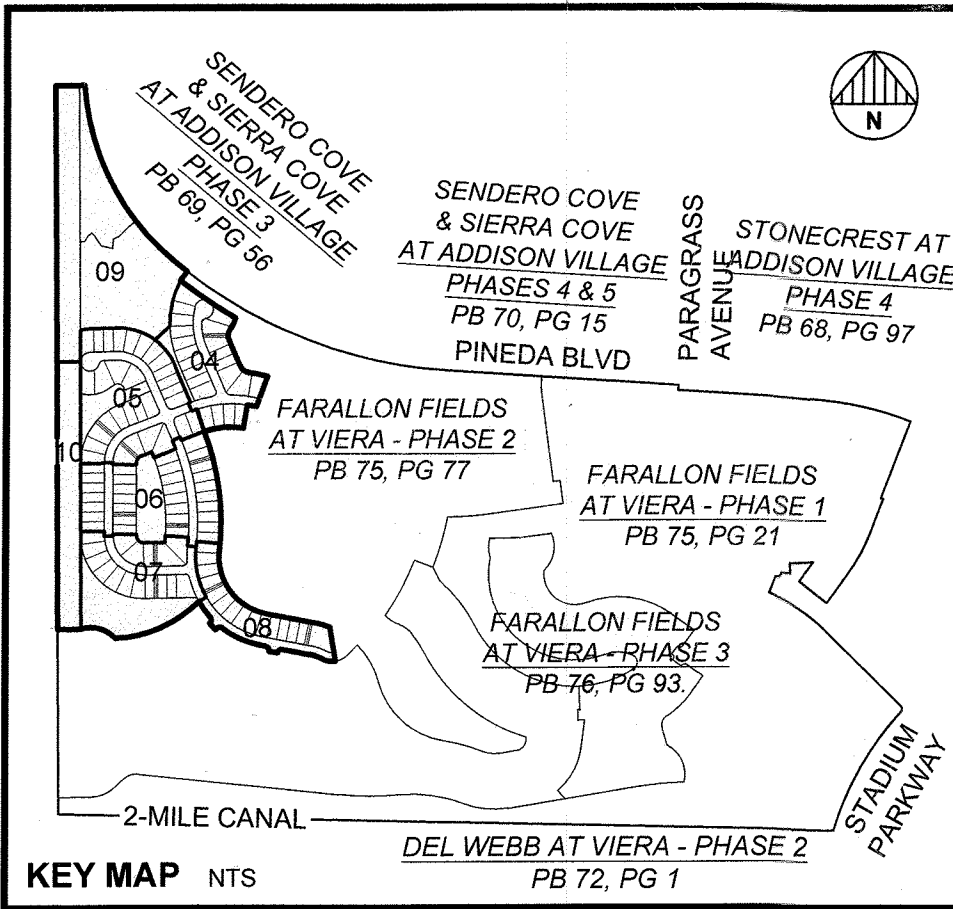 SENDERO COVE
& SIERRA COVE
AT ADDISON VILLAGE
PHASE 3
PB 69, PG 56
N
SENDERO COVE
& SIERRA COVE
AT ADDISON VILLAGE
PHASES 4 & 5
PB 70, PG 15
PARAGRASS
AVENUE
STONECREST AT
ADDISON VILLAGE
PHASE 4
PB 68, PG 97
PINEDA BLVD
09
04
05
10
06
07
08
FARALLON FIELDS
AT VIERA - PHASE 2
PB 75, PG 77
FARALLON FIELDS
AT VIERA - PHASE 1
PB 75, PG 21
FARALLON FIELDS
AT VIERA - PHASE 3
PB 76, PG 93.
STADIUM
PARKWAY
2-MILE CANAL
DEL WEBB AT VIERA - PHASE 2
PB 72, PG 1
KEY MAP NTS